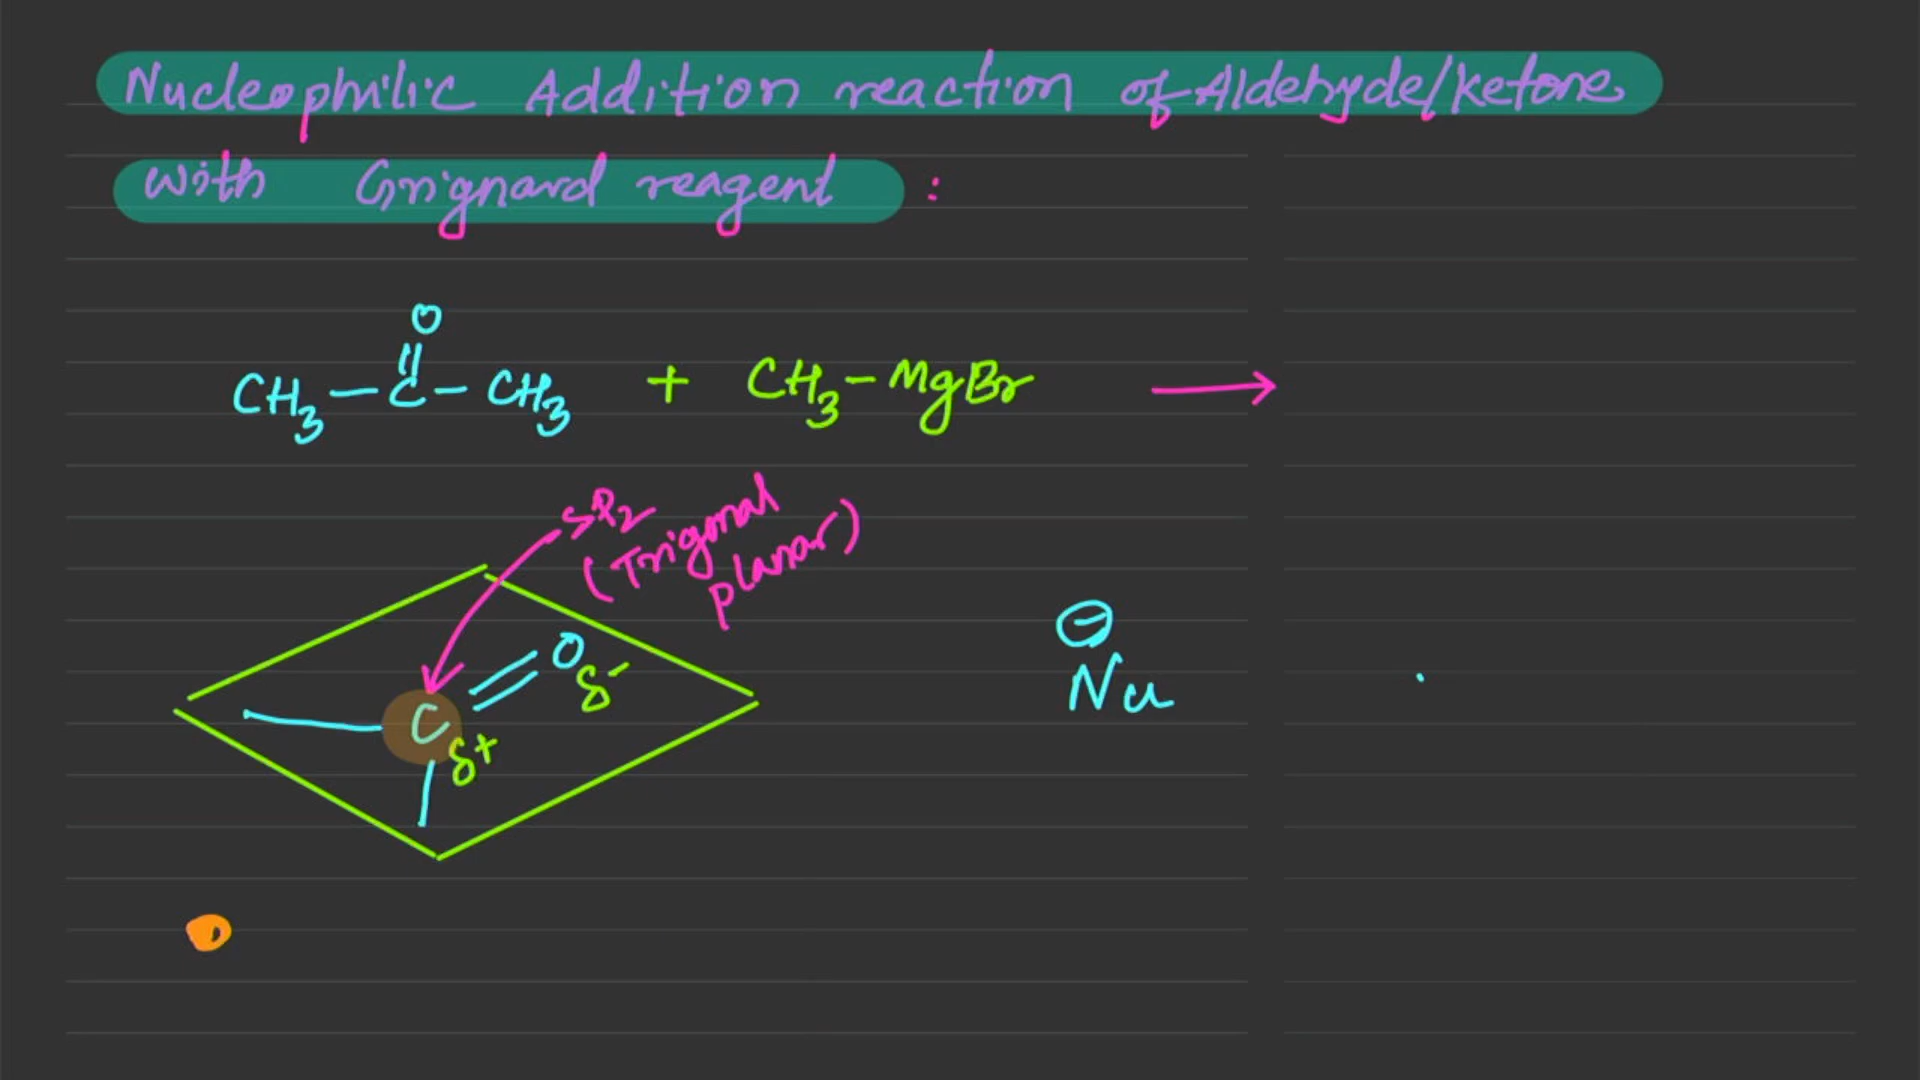 Nucleophilic Addition reaction of Aldehyde/ketone
with Grignard reagent :
O
||
CH3 — C — CH3 + CH3 — MgBr →
SP2
(Trigonal
planar)
O
δ-
C
δ+
⊖
Nu